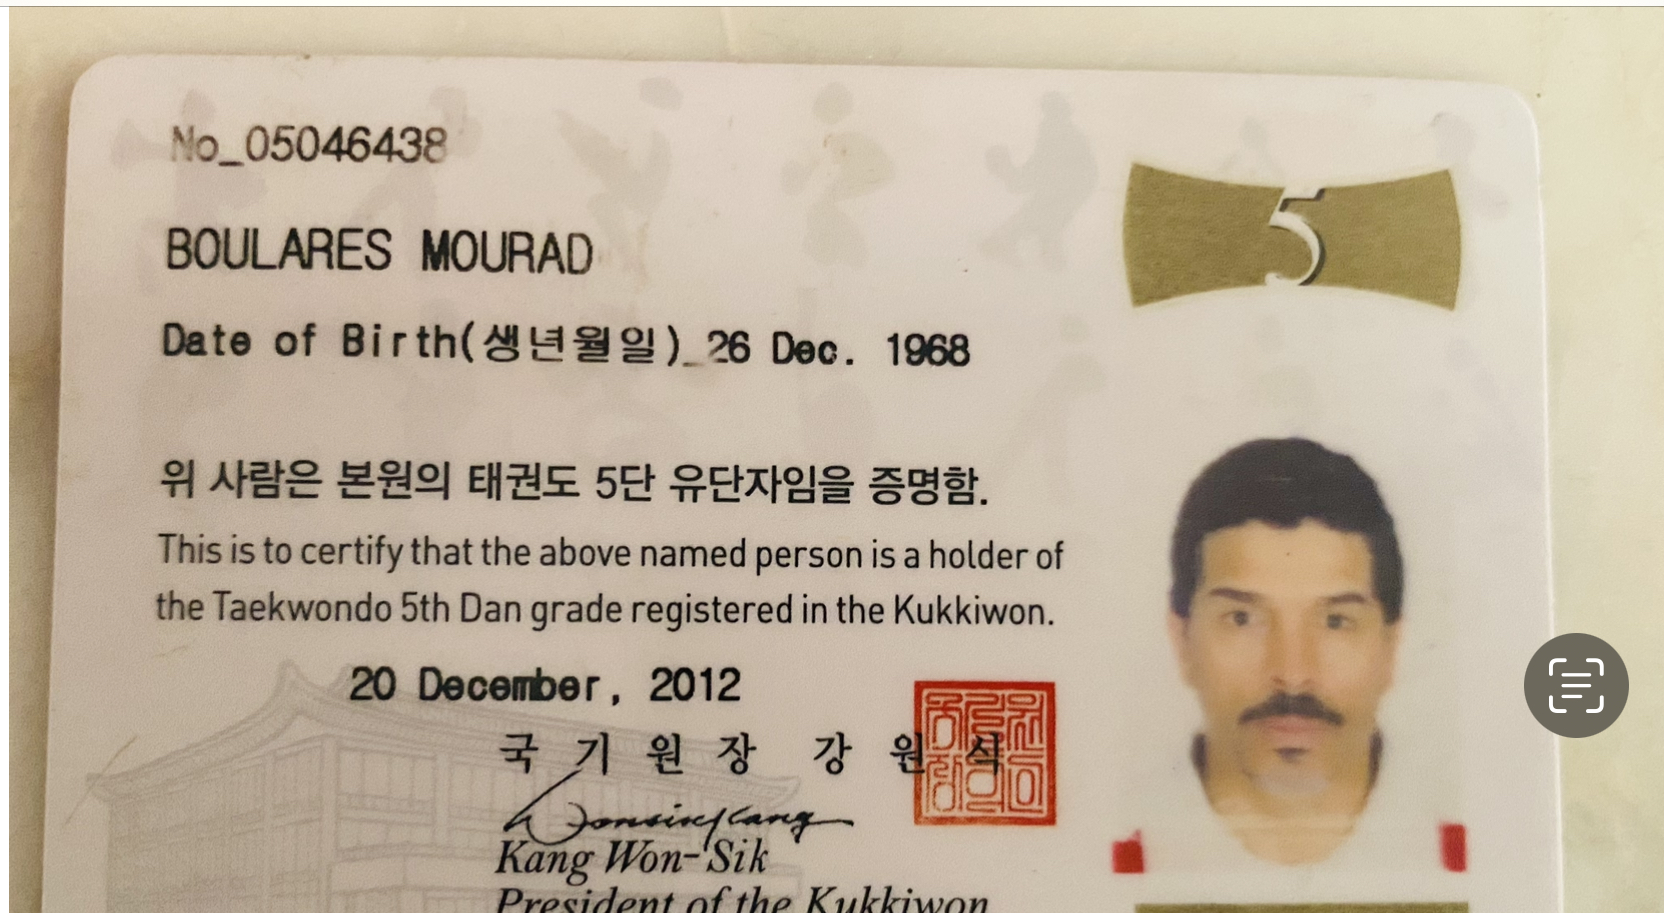 No_05046438
5
BOULARES MOURAD
Date of Birth(생년월일)_26 Dec. 1968
위 사람은 본원의 태권도 5단 유단자임을 증명함.
This is to certify that the above named person is a holder of
the Taekwondo 5th Dan grade registered in the Kukkiwon.
20 December, 2012
국 기 원 장 강 원 식
Wonsik Kang
Kang Won-Sik
President of the Kukkiwon